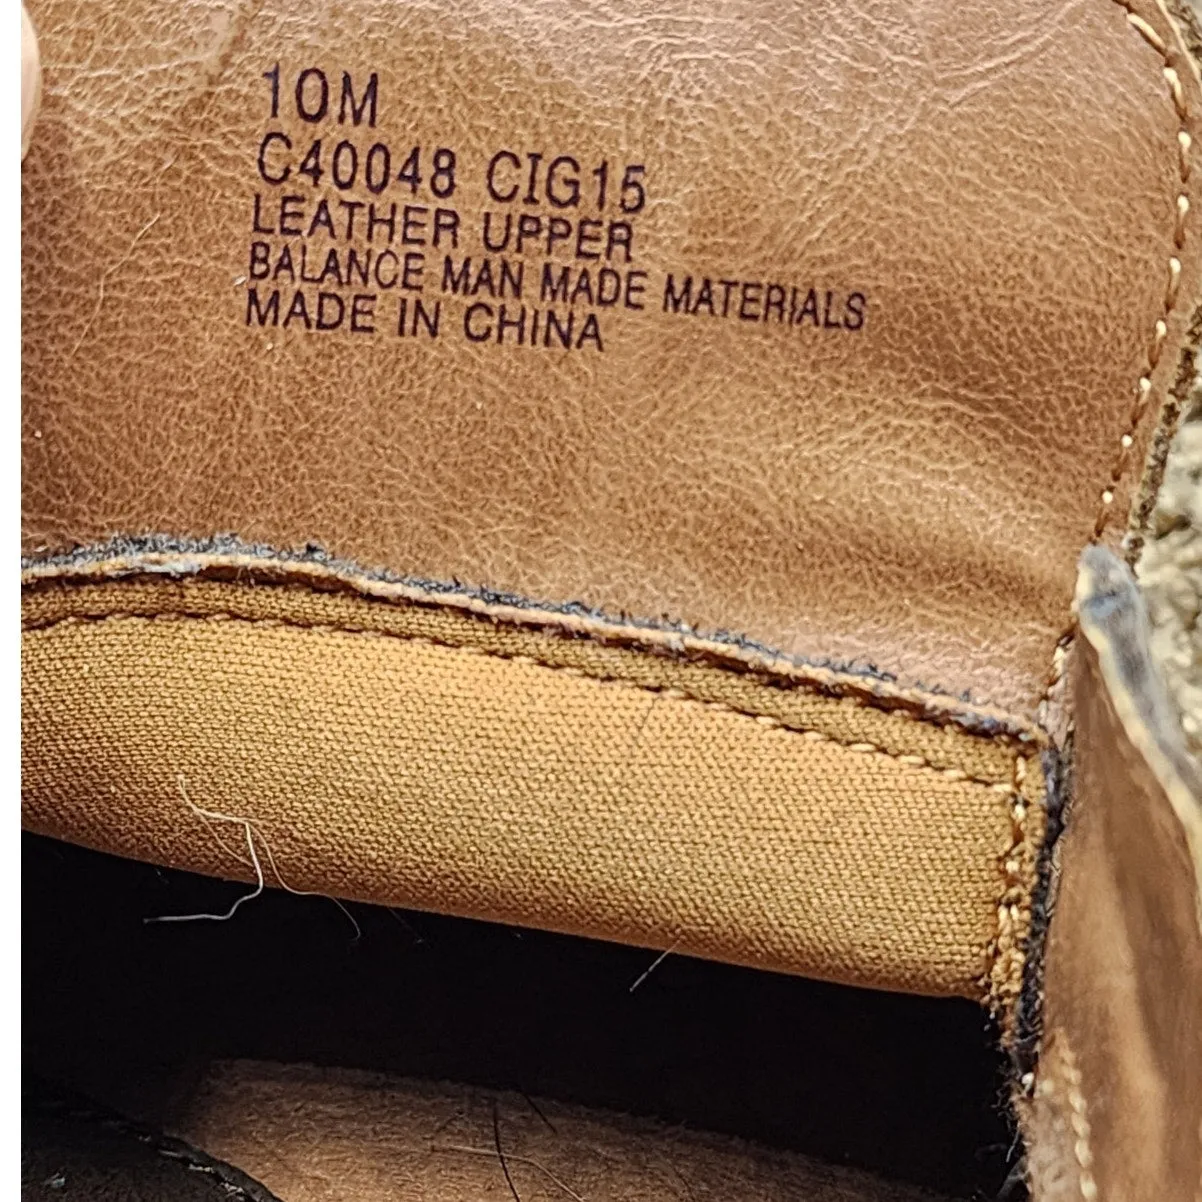 10M
C40048 CIG15
LEATHER UPPER
BALANCE MAN MADE MATERIALS
MADE IN CHINA